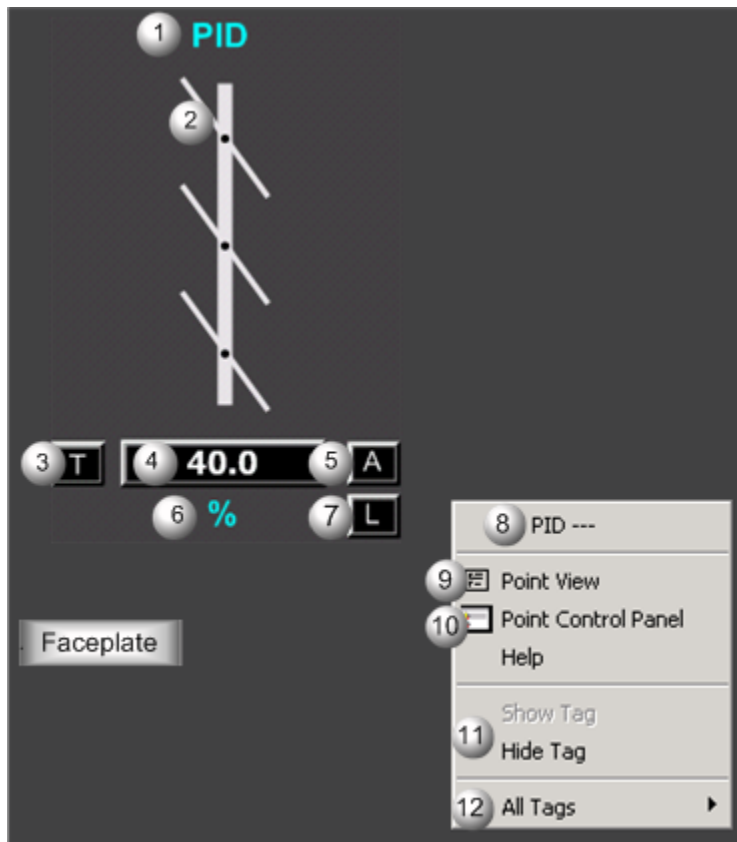 1 PID
2
3 T 4 40.0 5 A
6 % 7 L
8 PID ---
9 Point View
10 Point Control Panel
Help
Faceplate
Show Tag
11
Hide Tag
12 All Tags